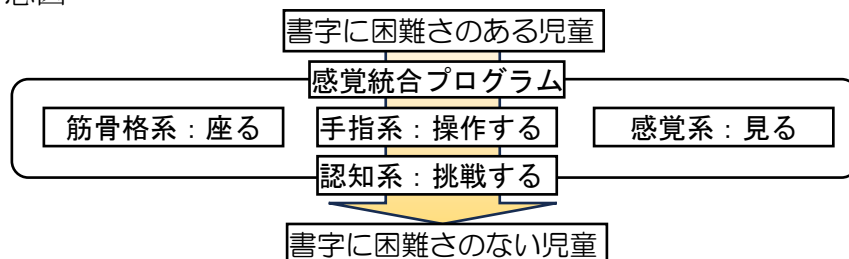 書字に困難さのある児童
感覚統合プログラム
筋骨格系：座る　手指系：操作する　感覚系：見る
認知系：挑戦する
書字に困難さのない児童